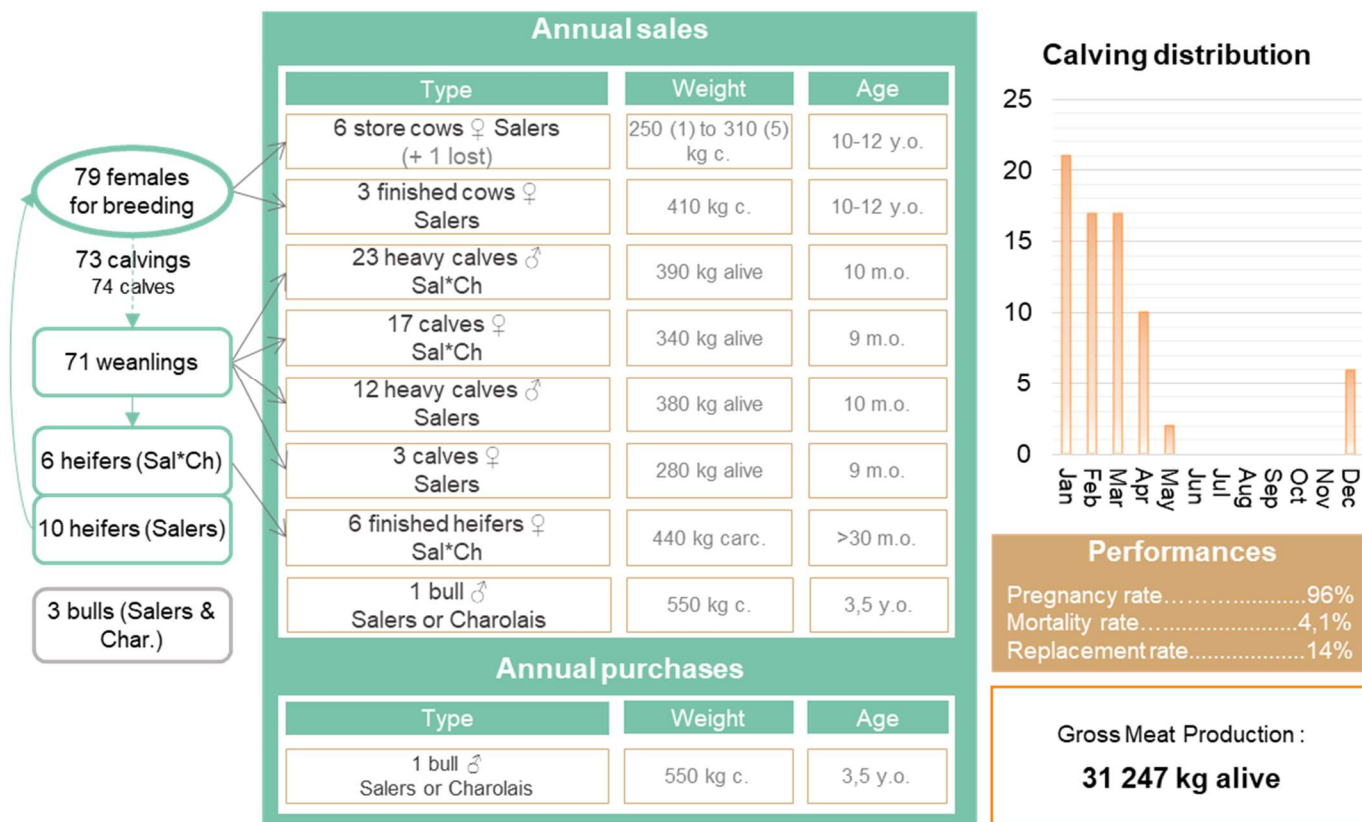 79 females
for breeding
73 calvings
74 calves
71 weanlings
6 heifers (Sal*Ch)
10 heifers (Salers)
3 bulls (Salers &
Char.)
Annual sales
Type Weight Age
6 store cows ♀ Salers
(+ 1 lost)
250 (1) to 310 (5)
kg c.
10-12 y.o.
3 finished cows ♀
Salers
410 kg c.
10-12 y.o.
23 heavy calves ♂
Sal*Ch
390 kg alive
10 m.o.
17 calves ♀
Sal*Ch
340 kg alive
9 m.o.
12 heavy calves ♂
Salers
380 kg alive
10 m.o.
3 calves ♀
Salers
280 kg alive
9 m.o.
6 finished heifers ♀
Sal*Ch
440 kg carc.
>30 m.o.
1 bull ♂
Salers or Charolais
550 kg c.
3,5 y.o.
Annual purchases
Type Weight Age
1 bull ♂
Salers or Charolais
550 kg c.
3,5 y.o.
Calving distribution
25
20
15
10
5
0
Jan
Feb
Mar
Apr
May
Jun
Jul
Aug
Sep
Oct
Nov
Dec
Performances
Pregnancy rate……….............96%
Mortality rate….......................4,1%
Replacement rate....................14%
Gross Meat Production :
31 247 kg alive